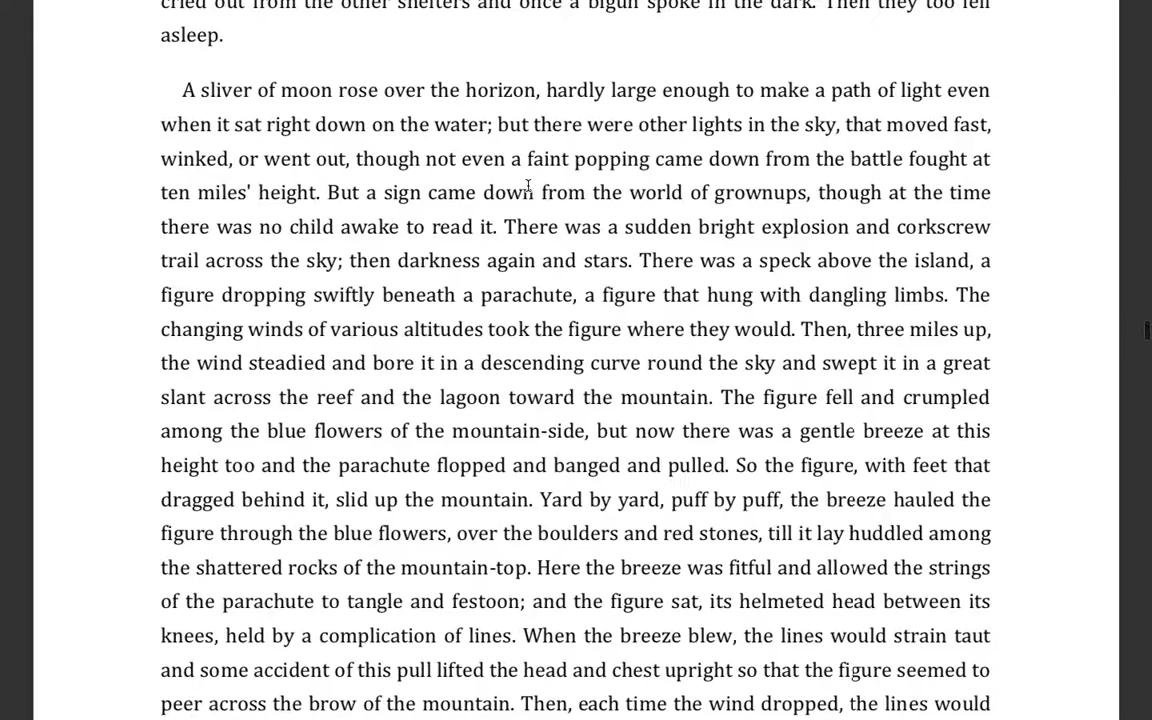 cried out from the other shelters and once a bigun spoke in the dark. Then they too fell
asleep.
A sliver of moon rose over the horizon, hardly large enough to make a path of light even
when it sat right down on the water; but there were other lights in the sky, that moved fast,
winked, or went out, though not even a faint popping came down from the battle fought at
ten miles' height. But a sign came down from the world of grownups, though at the time
there was no child awake to read it. There was a sudden bright explosion and corkscrew
trail across the sky; then darkness again and stars. There was a speck above the island, a
figure dropping swiftly beneath a parachute, a figure that hung with dangling limbs. The
changing winds of various altitudes took the figure where they would. Then, three miles up,
the wind steadied and bore it in a descending curve round the sky and swept it in a great
slant across the reef and the lagoon toward the mountain. The figure fell and crumpled
among the blue flowers of the mountain-side, but now there was a gentle breeze at this
height too and the parachute flopped and banged and pulled. So the figure, with feet that
dragged behind it, slid up the mountain. Yard by yard, puff by puff, the breeze hauled the
figure through the blue flowers, over the boulders and red stones, till it lay huddled among
the shattered rocks of the mountain-top. Here the breeze was fitful and allowed the strings
of the parachute to tangle and festoon; and the figure sat, its helmeted head between its
knees, held by a complication of lines. When the breeze blew, the lines would strain taut
and some accident of this pull lifted the head and chest upright so that the figure seemed to
peer across the brow of the mountain. Then, each time the wind dropped, the lines would